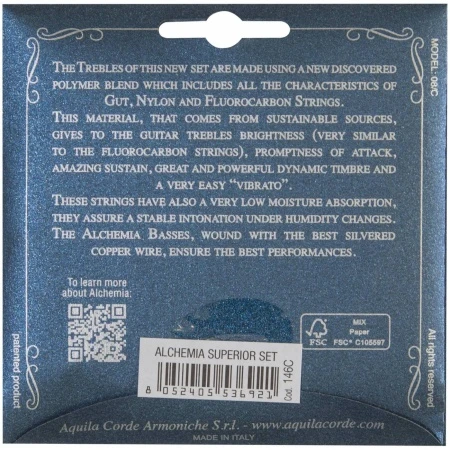 THE TREBLES OF THIS NEW SET ARE MADE USING A NEW DISCOVERED
POLYMER BLEND WHICH INCLUDES ALL THE CHARACTERISTICS OF
GUT, NYLON AND FLUOROCARBON STRINGS.
THIS MATERIAL, THAT COMES FROM SUSTAINABLE SOURCES,
GIVES TO THE GUITAR TREBLES BRIGHTNESS (VERY SIMILAR
TO THE FLUOROCARBON STRINGS), PROMPTNESS OF ATTACK,
AMAZING SUSTAIN, GREAT AND POWERFUL DYNAMIC TIMBRE AND
A VERY EASY “VIBRATO”.
THESE STRINGS HAVE ALSO A VERY LOW MOISTURE ABSORPTION,
THEY ASSURE A STABLE INTONATION UNDER HUMIDITY CHANGES.
THE ALCHEMIA BASSES, WOUND WITH THE BEST SILVERED
COPPER WIRE, ENSURE THE BEST PERFORMANCES.
MODEL: 08/C
To learn more
about Alchemia:
FSC
MIX
Paper
FSC® C105597
ALCHEMIA SUPERIOR SET
8 052405 536921
Cod. 146C
patented product
All rights reserved
Aquila Corde Armoniche S.r.l. - www.aquilacorde.com
MADE IN ITALY